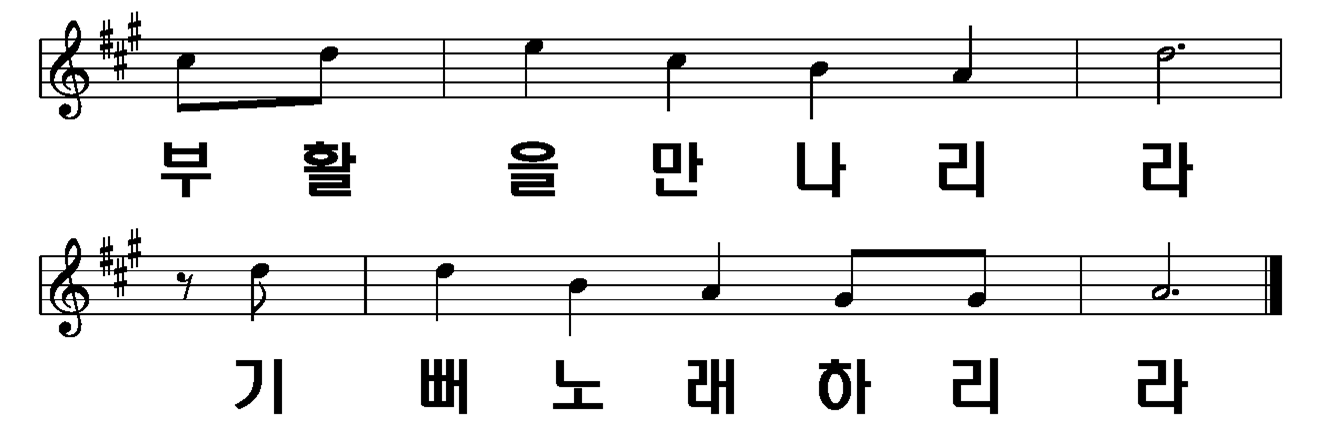 부 활 을 만 나 리 라
기 뻐 노 래 하 리 라